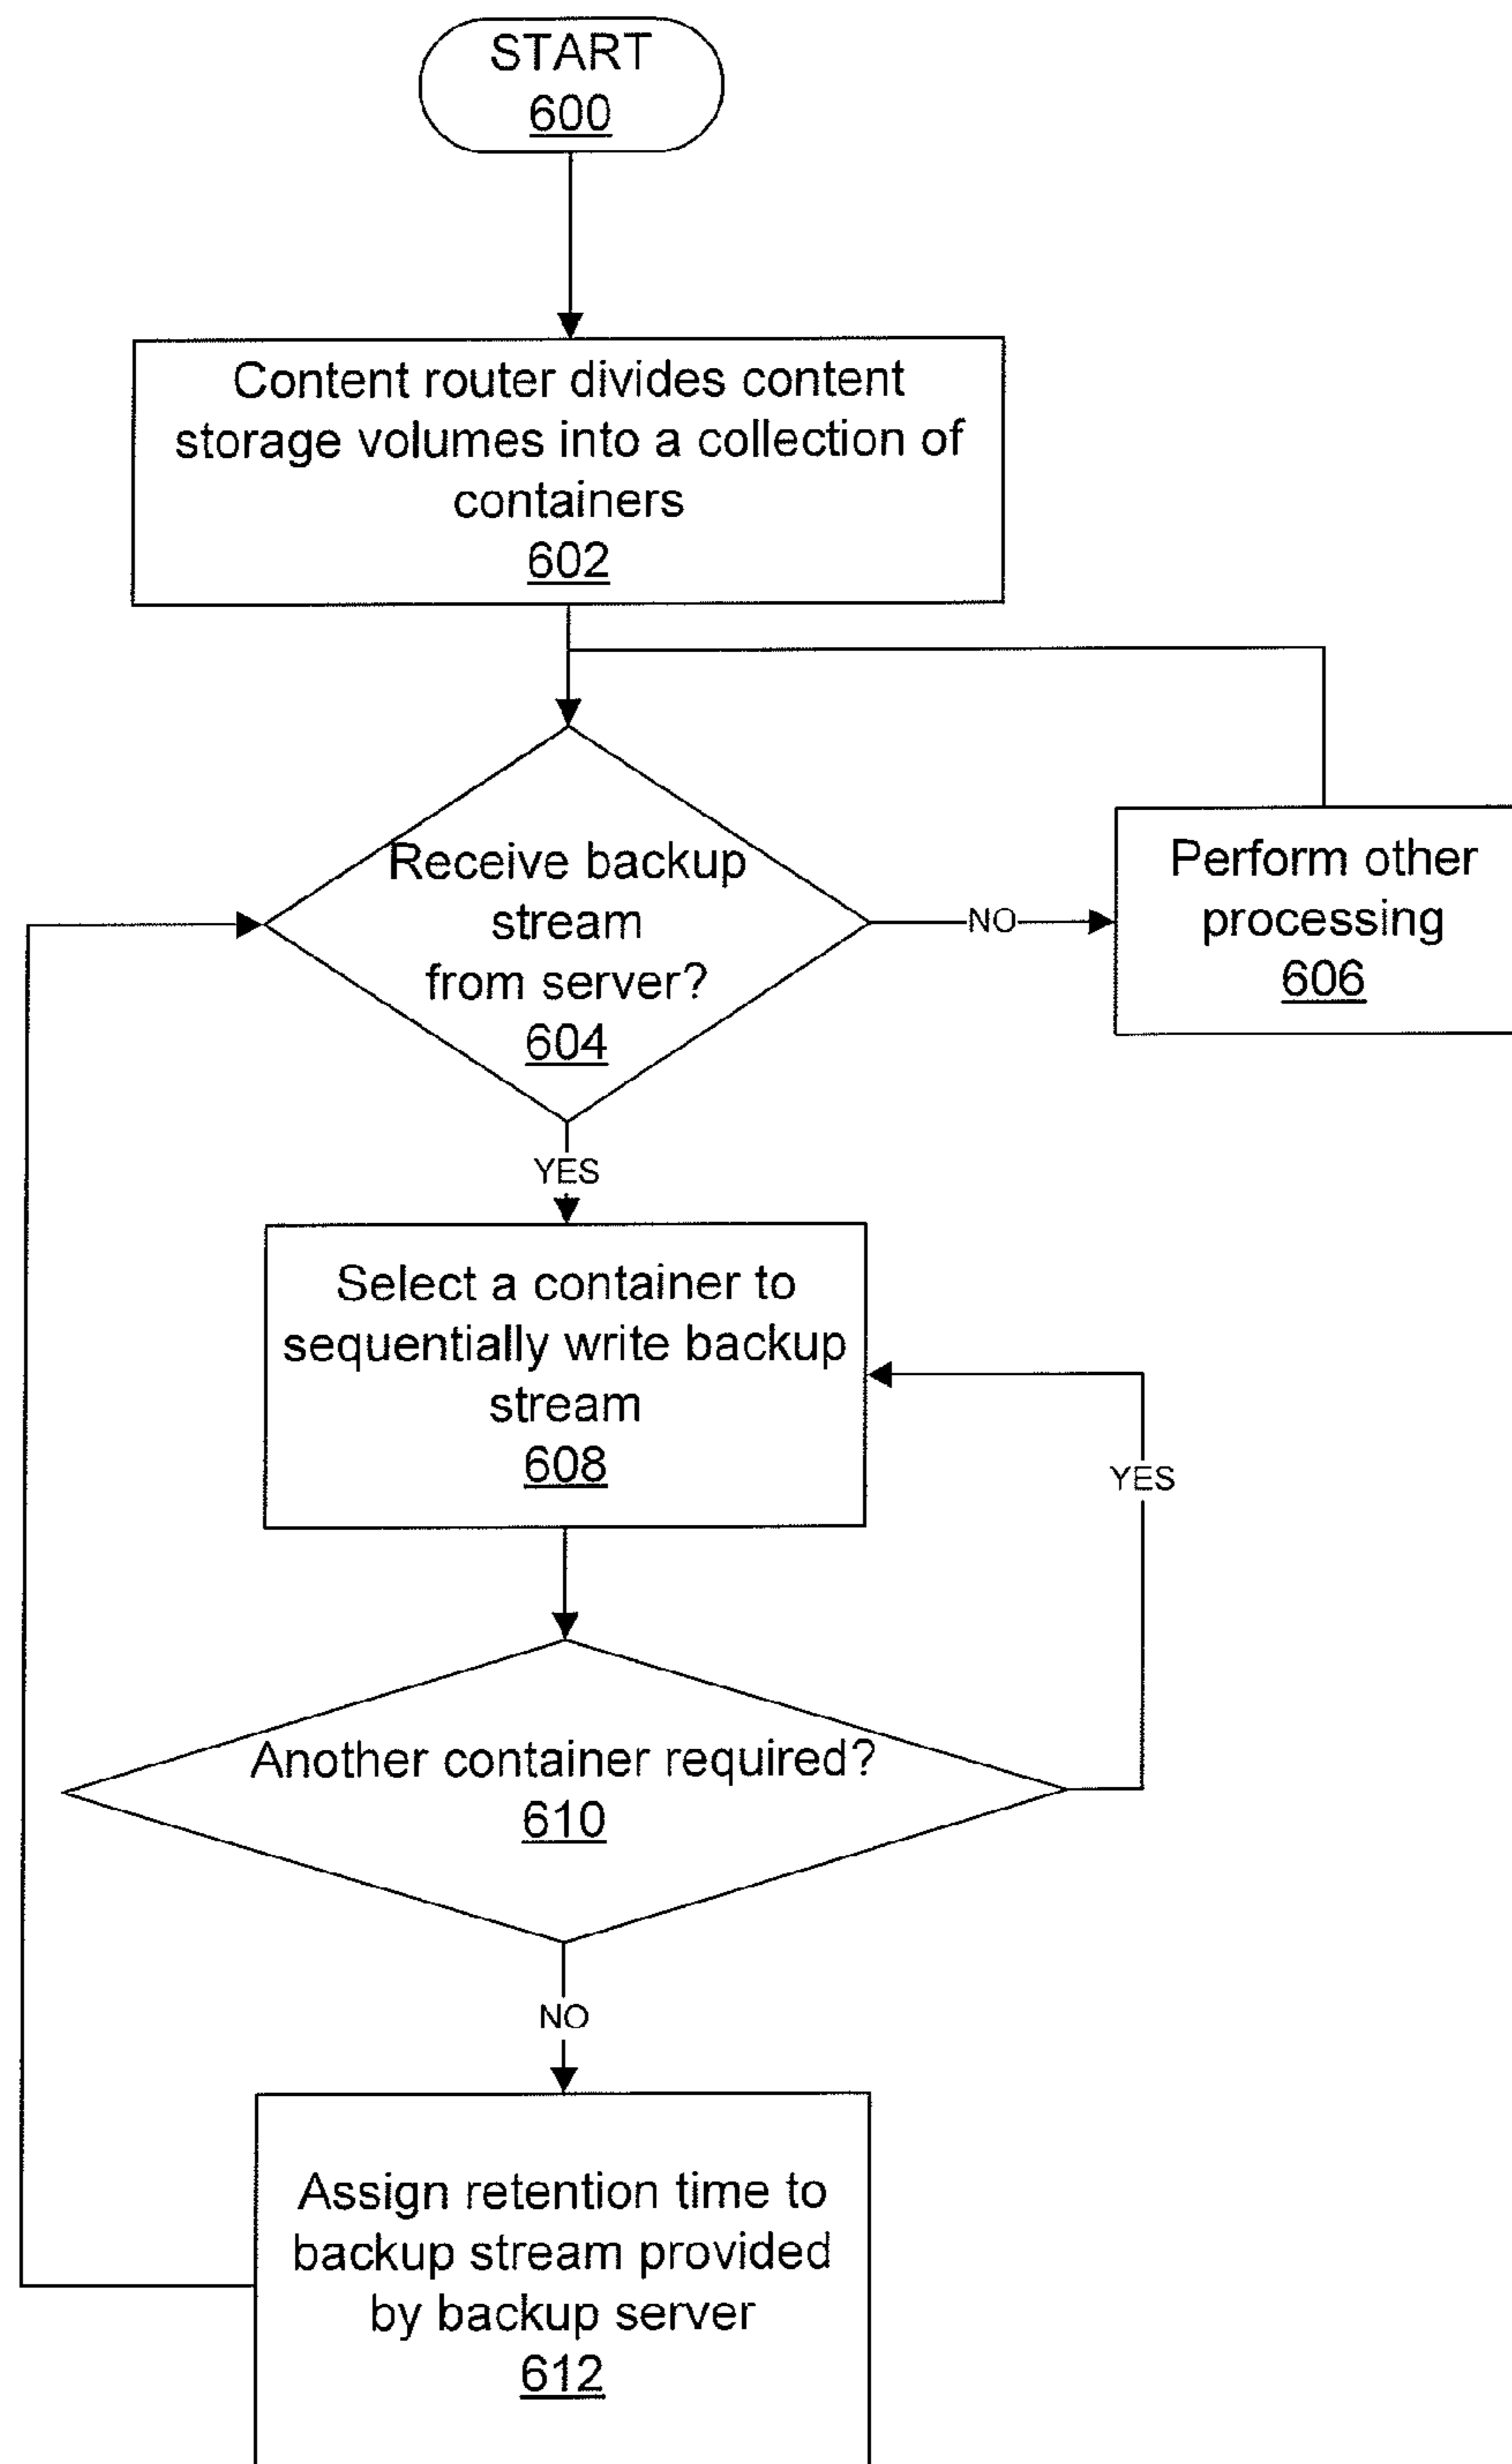 START
600
Content router divides content
storage volumes into a collection of
containers
602
Receive backup
stream
from server?
604
NO
Perform other
processing
606
YES
Select a container to
sequentially write backup
stream
608
YES
Another container required?
610
NO
Assign retention time to
backup stream provided
by backup server
612